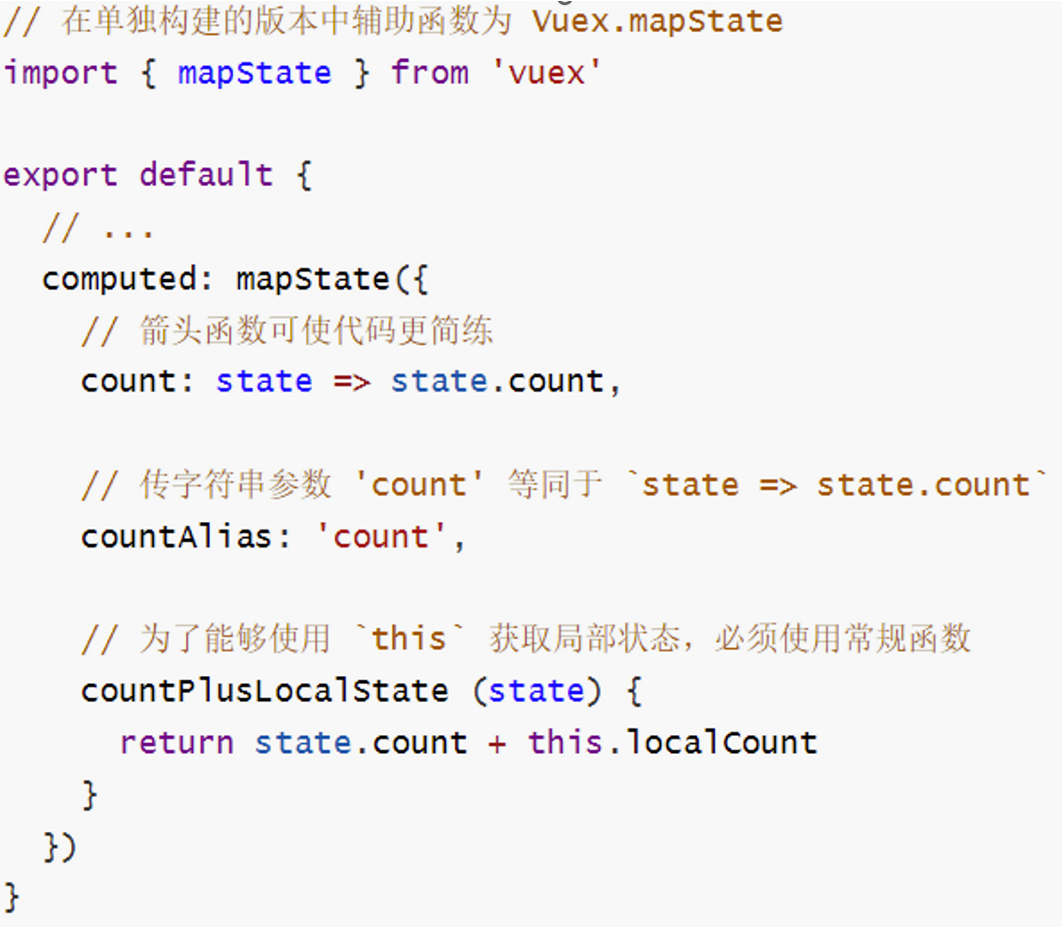 // 在单独构建的版本中辅助函数为 Vuex.mapState
import { mapState } from 'vuex'
export default {
// ...
computed: mapState({
// 箭头函数可使代码更简练
count: state => state.count,
// 传字符串参数 'count' 等同于 `state => state.count`
countAlias: 'count',
// 为了能够使用 `this` 获取局部状态，必须使用常规函数
countPlusLocalState (state) {
return state.count + this.localCount
}
})
}